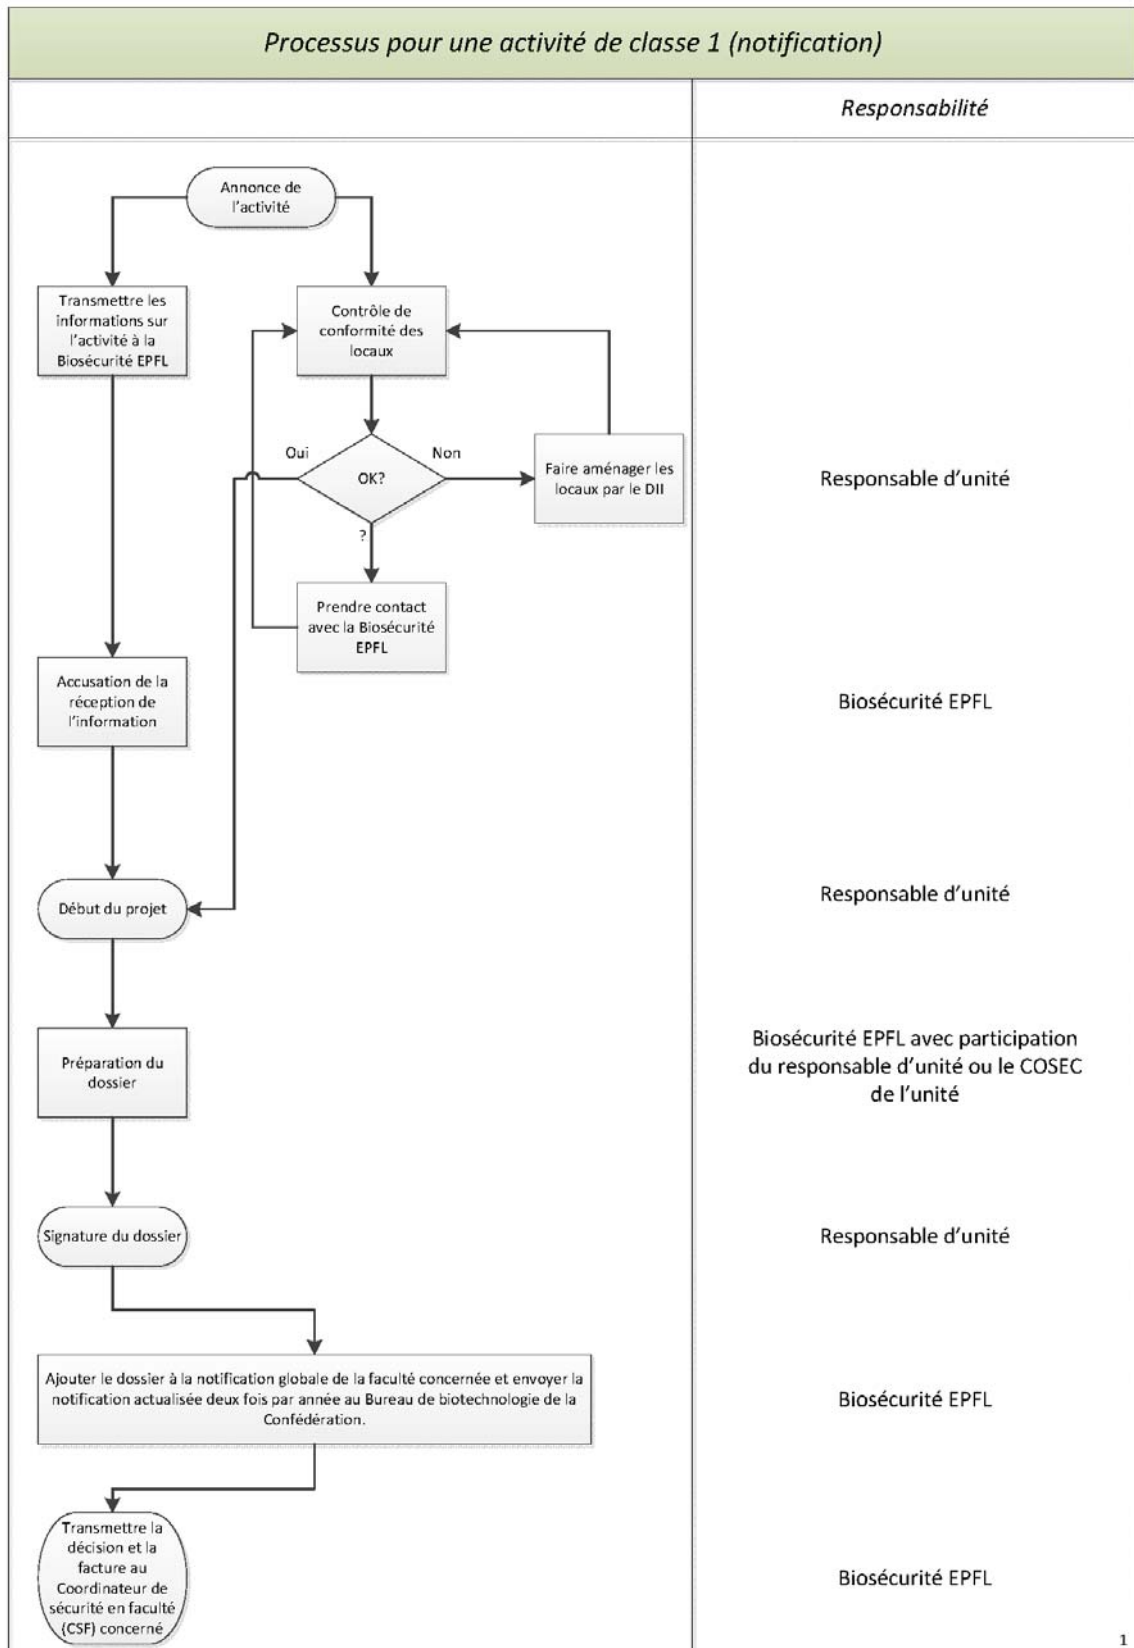 Processus pour une activité de classe 1 (notification)
Responsabilité
Annonce de
l'activité
Transmettre les
informations sur
l'activité à la
Biosécurité EPFL
Contrôle de
conformité des
locaux
Oui
OK?
Non
?
Faire aménager les
locaux par le DII
Responsable d'unité
Prendre contact
avec la Biosécurité
EPFL
Accusation de la
réception de
l'information
Biosécurité EPFL
Début du projet
Responsable d'unité
Préparation du
dossier
Biosécurité EPFL avec participation
du responsable d'unité ou le COSEC
de l'unité
Signature du dossier
Responsable d'unité
Ajouter le dossier à la notification globale de la faculté concernée et envoyer la
notification actualisée deux fois par année au Bureau de biotechnologie de la
Confédération.
Biosécurité EPFL
Transmettre la
décision et la
facture au
Coordinateur de
sécurité en faculté
(CSF) concerné
Biosécurité EPFL
1